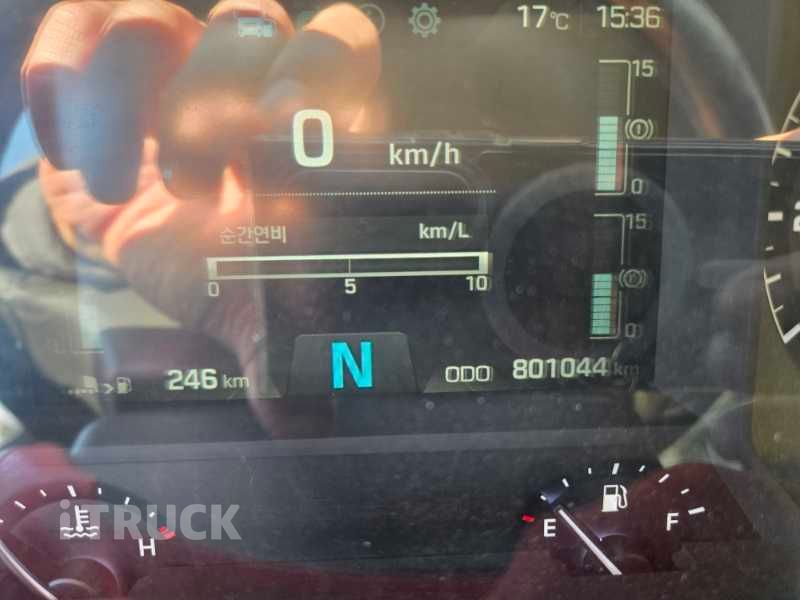 17°C 15:36
15
0 km/h
0
순간연비 km/L
15
0 5 10
0
246 km N ODO 801044 km
iTRUCK
H E F